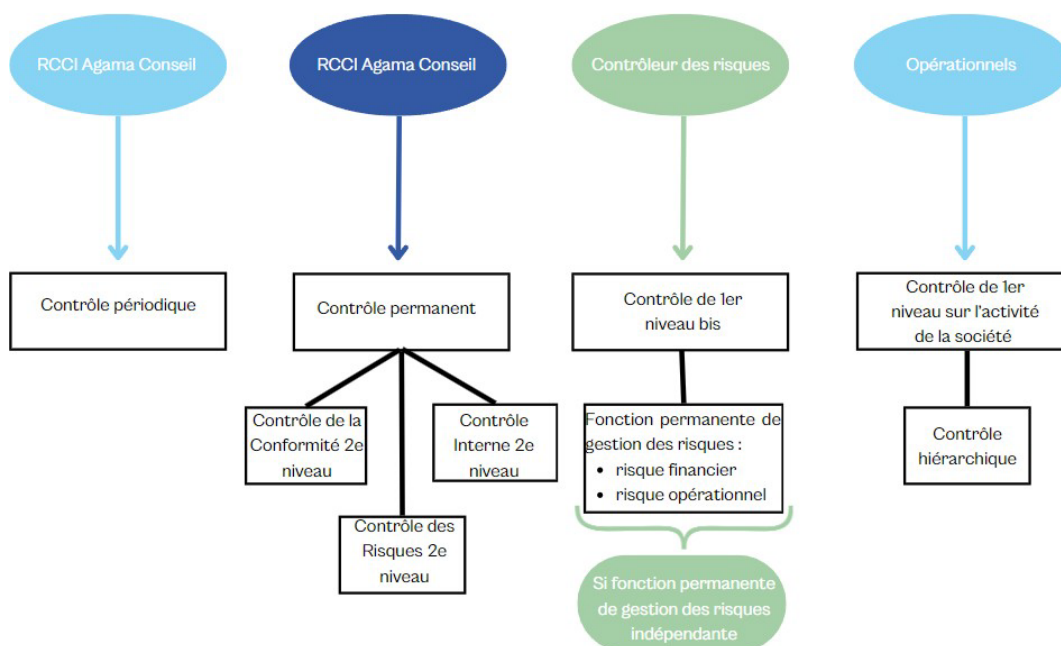 RCCI Agama Conseil
RCCI Agama Conseil
Contrôleur des risques
Opérationnels
Contrôle périodique
Contrôle permanent
Contrôle de 1er
niveau bis
Contrôle de 1er
niveau sur l'activité
de la société
Contrôle de la
Conformité 2e
niveau
Contrôle
Interne 2e
niveau
Contrôle des
Risques 2e
niveau
Fonction permanente de
gestion des risques :
• risque financier
• risque opérationnel
Contrôle
hiérarchique
Si fonction permanente
de gestion des risques
indépendante